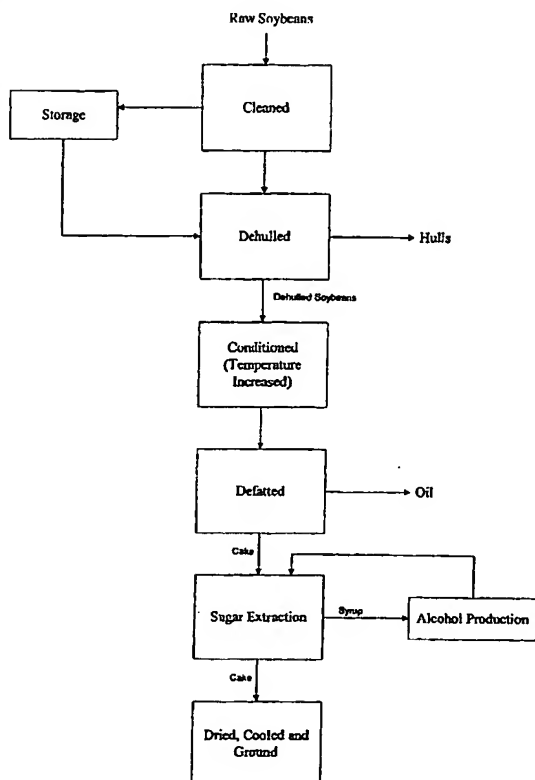 Raw Soybeans
Cleaned
Storage
Dehulled
Hulls
Dehulled Soybeans
Conditioned
(Temperature
Increased)
Defatted
Oil
Cake
Sugar Extraction
Syrup
Alcohol Production
Cake
Dried, Cooled and
Ground